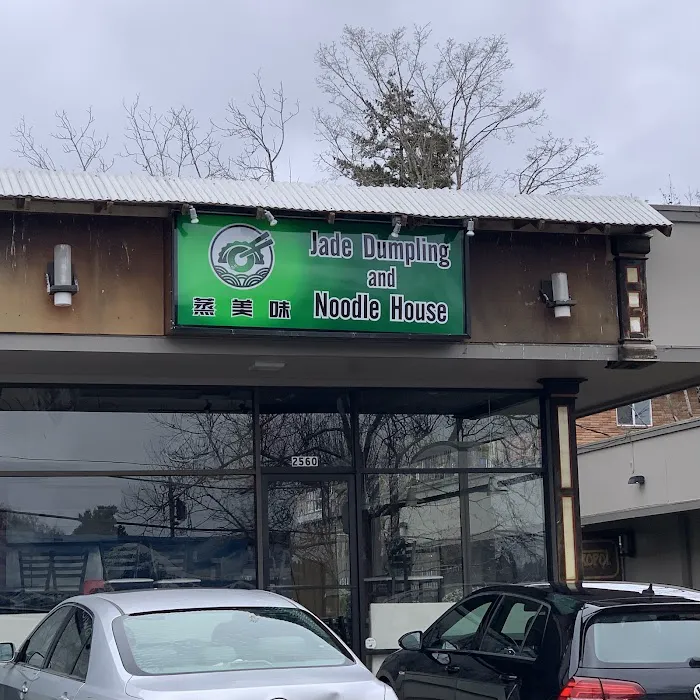 Jade Dumpling
and
蒸美味 Noodle House
2560